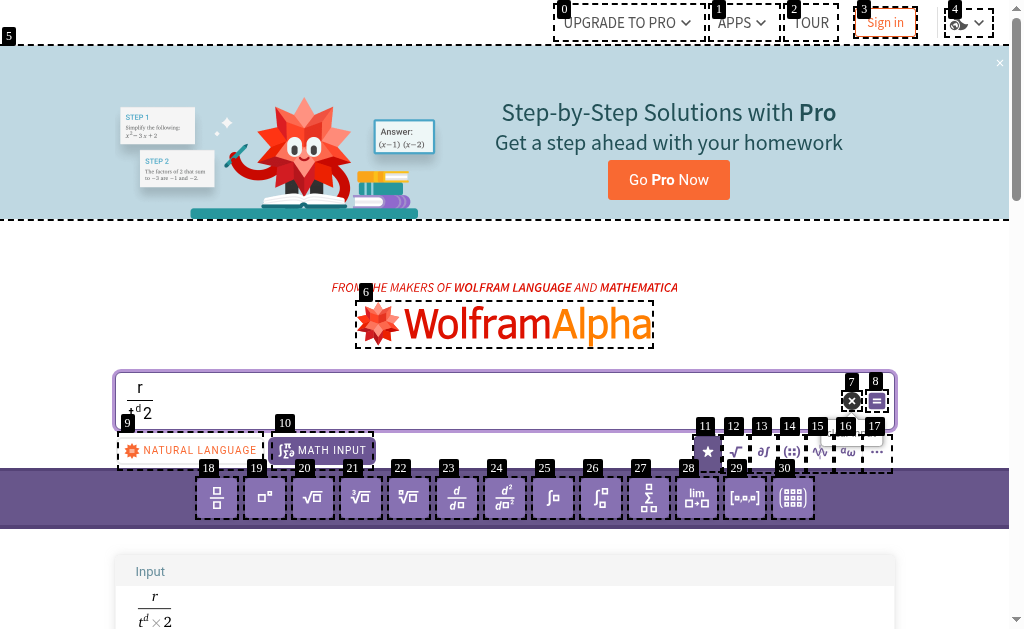 0 UPGRADE TO PRO
1 APPS
2 TOUR
3 Sign in
4
5
×
STEP 1
Simplify the following:
x² − 3 x + 2
STEP 2
The factors of 2 that sum
to −3 are −1 and −2.
Answer:
(x−1) (x−2)
Step-by-Step Solutions with Pro
Get a step ahead with your homework
Go Pro Now
FROM THE MAKERS OF WOLFRAM LANGUAGE AND MATHEMATICA
6
WolframAlpha
r
t^d 2
7 8
=
9 NATURAL LANGUAGE
10 MATH INPUT
11 12 13 14 15 16 17
√ ∂∫ αω
18 19 20 21 22 23 24 25 26 27 28 29 30
√ ∛ d/d d²/d ² ∫ ∫ Σ lim
Input
r
t^d × 2